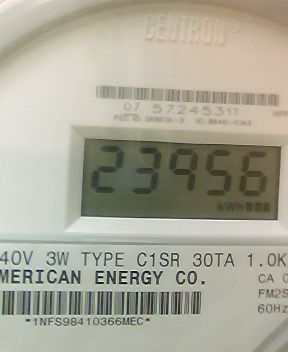 CENTRON
07 57245311
23956
kWh
40V 3W TYPE C1SR 30TA 1.0K
MERICAN ENERGY CO.
CA
FM2S
60Hz
*1NFS98410366MEC*